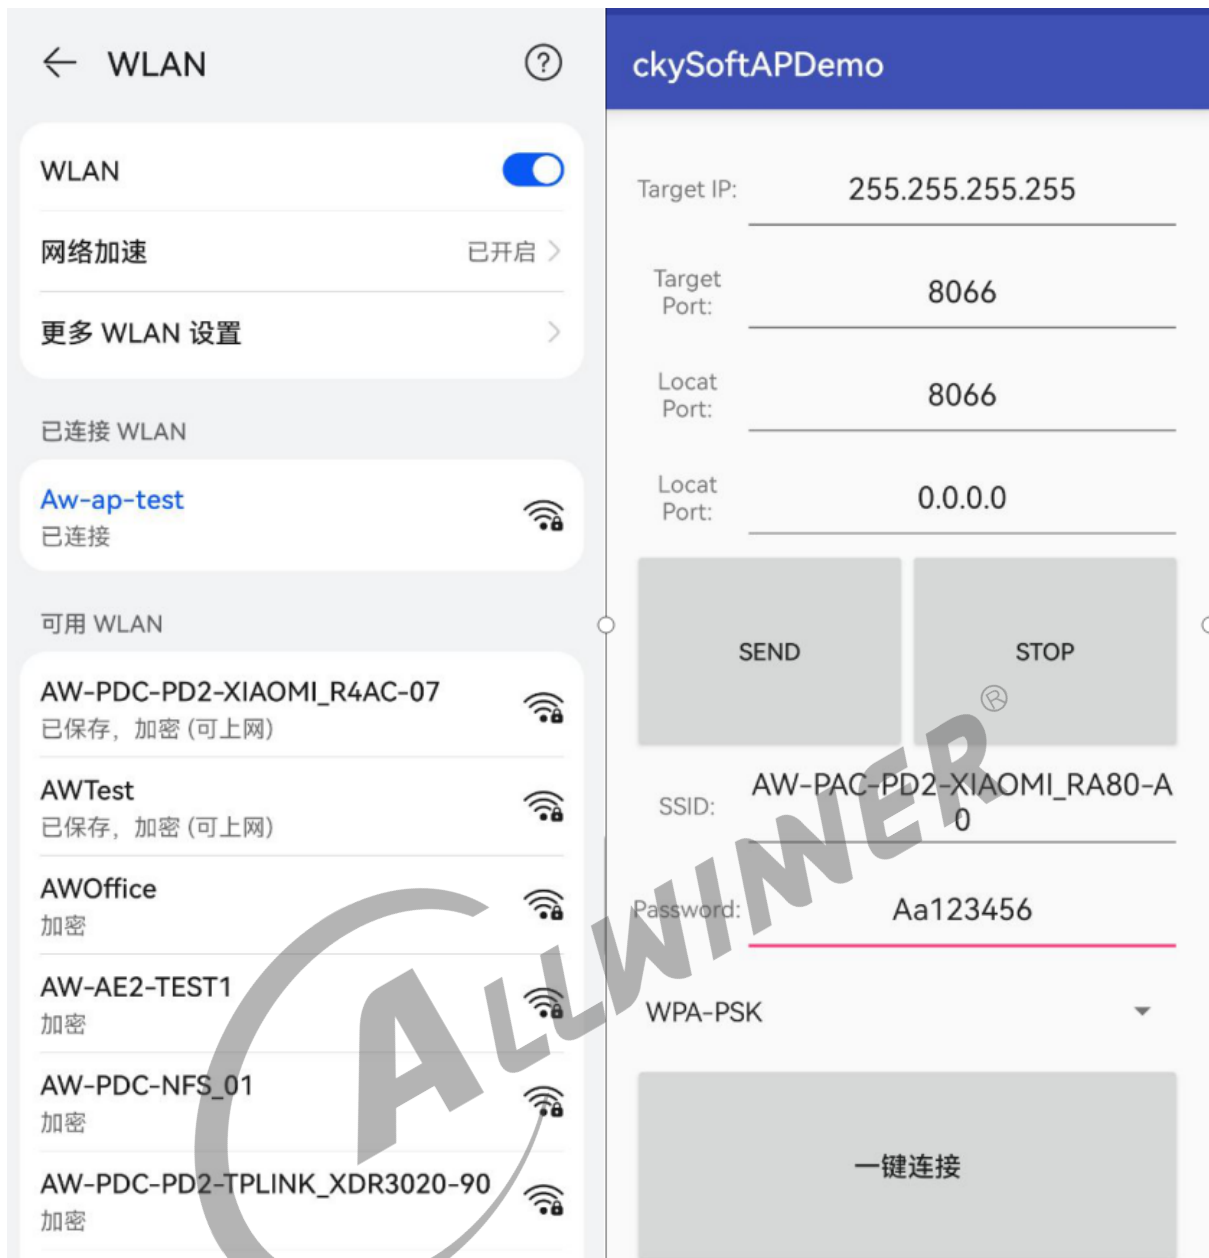 WLAN
WLAN
网络加速
已开启
更多 WLAN 设置
已连接 WLAN
Aw-ap-test
已连接
可用 WLAN
AW-PDC-PD2-XIAOMI_R4AC-07
已保存，加密 (可上网)
AWTest
已保存，加密 (可上网)
AWOffice
加密
AW-AE2-TEST1
加密
AW-PDC-NFS_01
加密
AW-PDC-PD2-TPLINK_XDR3020-90
加密
ckySoftAPDemo
Target IP:
255.255.255.255
Target
Port:
8066
Locat
Port:
8066
Locat
Port:
0.0.0.0
SEND
STOP
SSID:
AW-PAC-PD2-XIAOMI_RA80-A
0
Password:
Aa123456
WPA-PSK
一键连接
ALLWINNER®